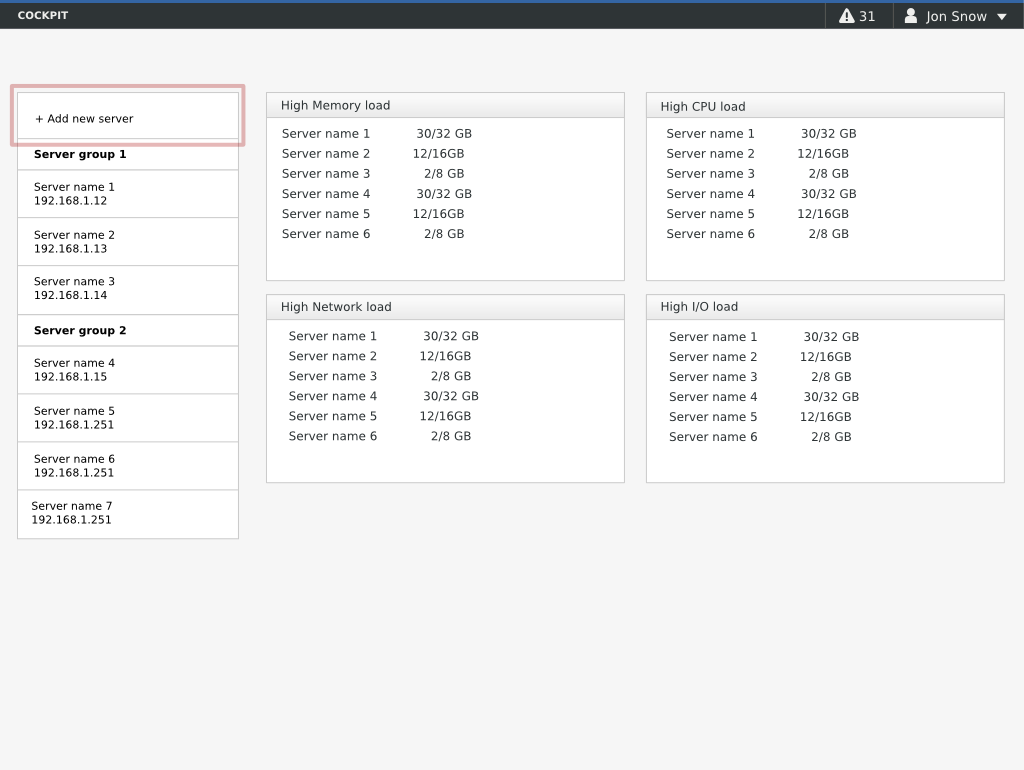 COCKPIT
31
Jon Snow
+ Add new server
Server group 1
Server name 1
192.168.1.12
Server name 2
192.168.1.13
Server name 3
192.168.1.14
Server group 2
Server name 4
192.168.1.15
Server name 5
192.168.1.251
Server name 6
192.168.1.251
Server name 7
192.168.1.251
High Memory load
Server name 1 30/32 GB
Server name 2 12/16GB
Server name 3 2/8 GB
Server name 4 30/32 GB
Server name 5 12/16GB
Server name 6 2/8 GB
High CPU load
Server name 1 30/32 GB
Server name 2 12/16GB
Server name 3 2/8 GB
Server name 4 30/32 GB
Server name 5 12/16GB
Server name 6 2/8 GB
High Network load
Server name 1 30/32 GB
Server name 2 12/16GB
Server name 3 2/8 GB
Server name 4 30/32 GB
Server name 5 12/16GB
Server name 6 2/8 GB
High I/O load
Server name 1 30/32 GB
Server name 2 12/16GB
Server name 3 2/8 GB
Server name 4 30/32 GB
Server name 5 12/16GB
Server name 6 2/8 GB